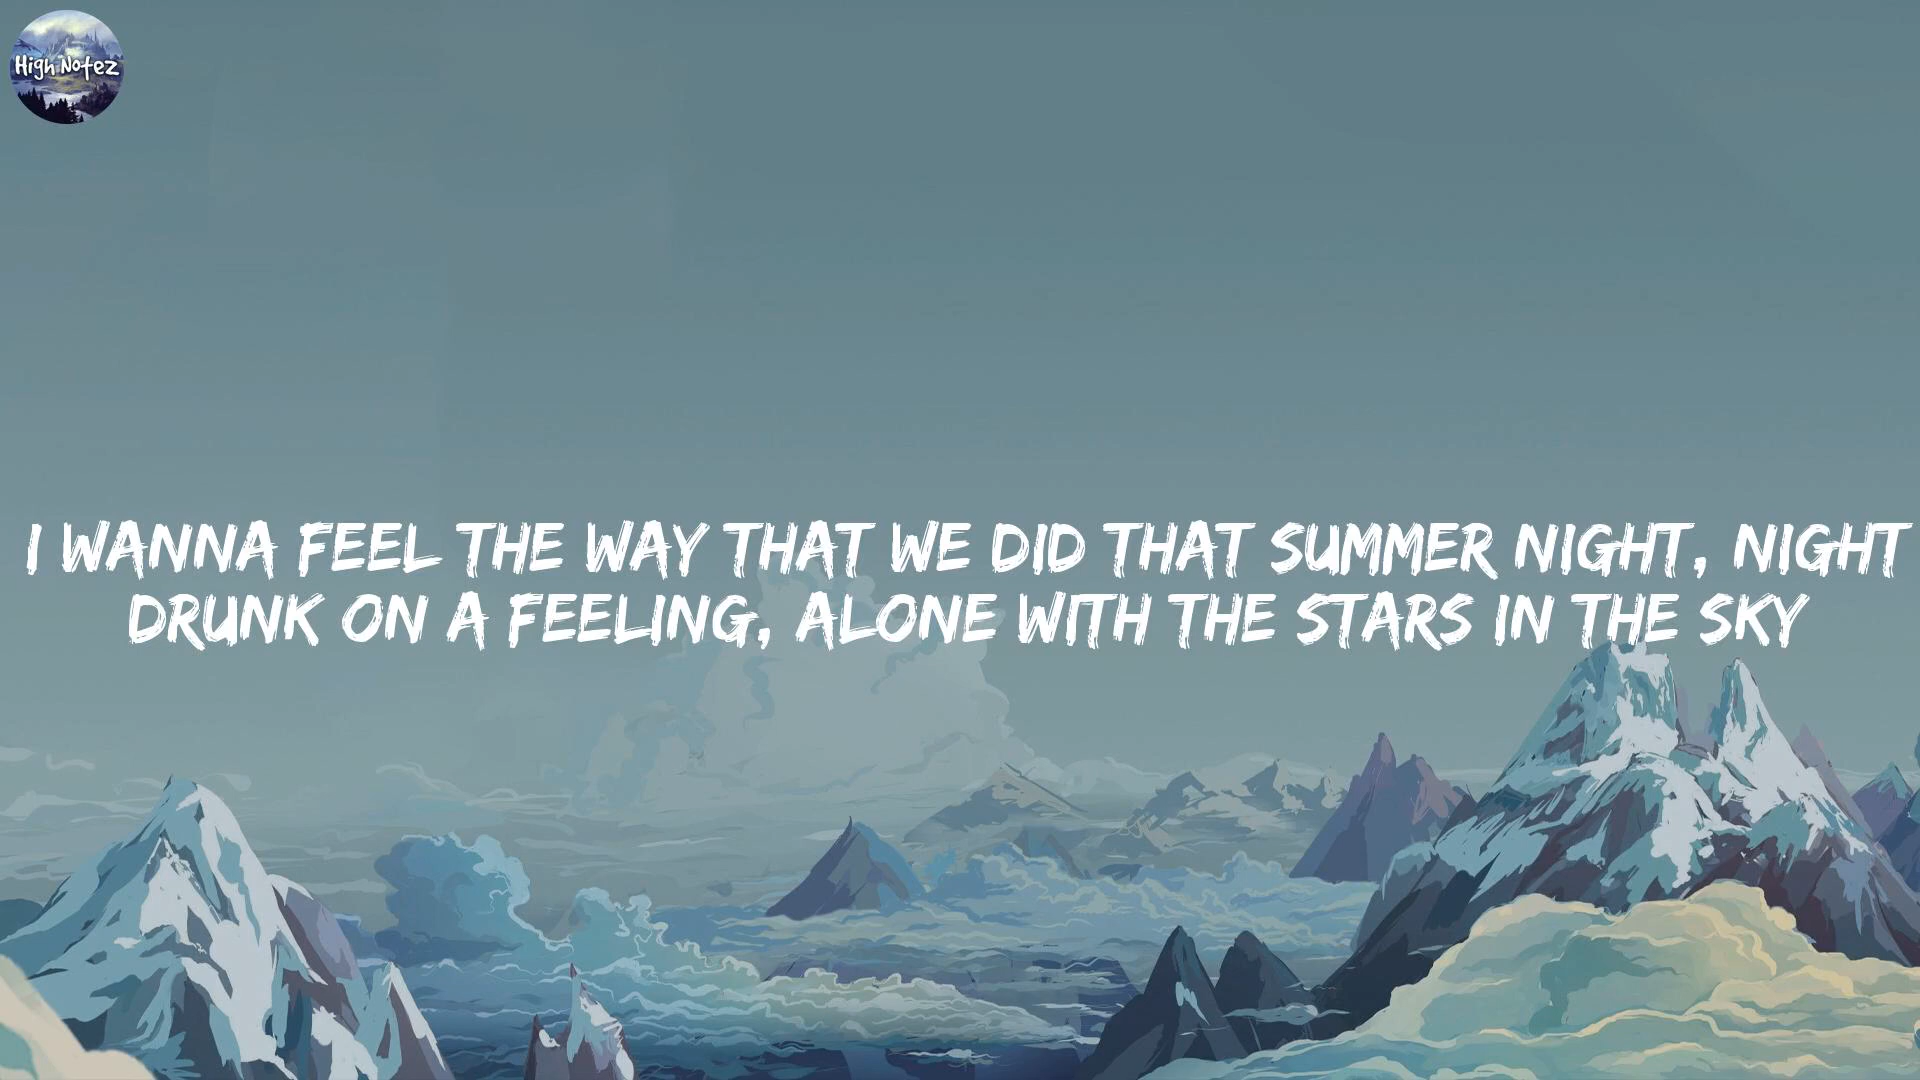 High Notez
I WANNA FEEL THE WAY THAT WE DID THAT SUMMER NIGHT, NIGHT
DRUNK ON A FEELING, ALONE WITH THE STARS IN THE SKY